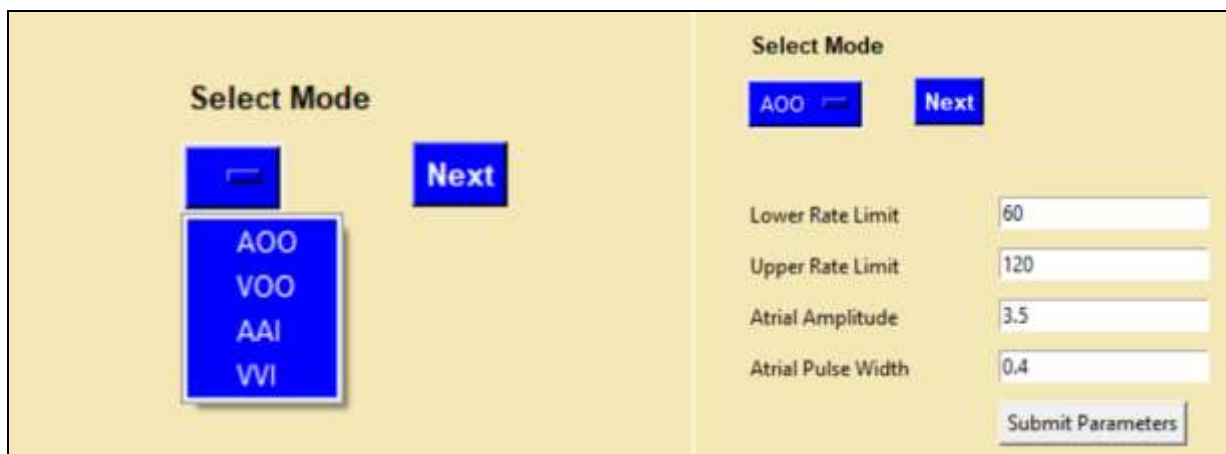 Select Mode
Next
AOO
VOO
AAI
VVI
Select Mode
AOO Next
Lower Rate Limit 60
Upper Rate Limit 120
Atrial Amplitude 3.5
Atrial Pulse Width 0.4
Submit Parameters